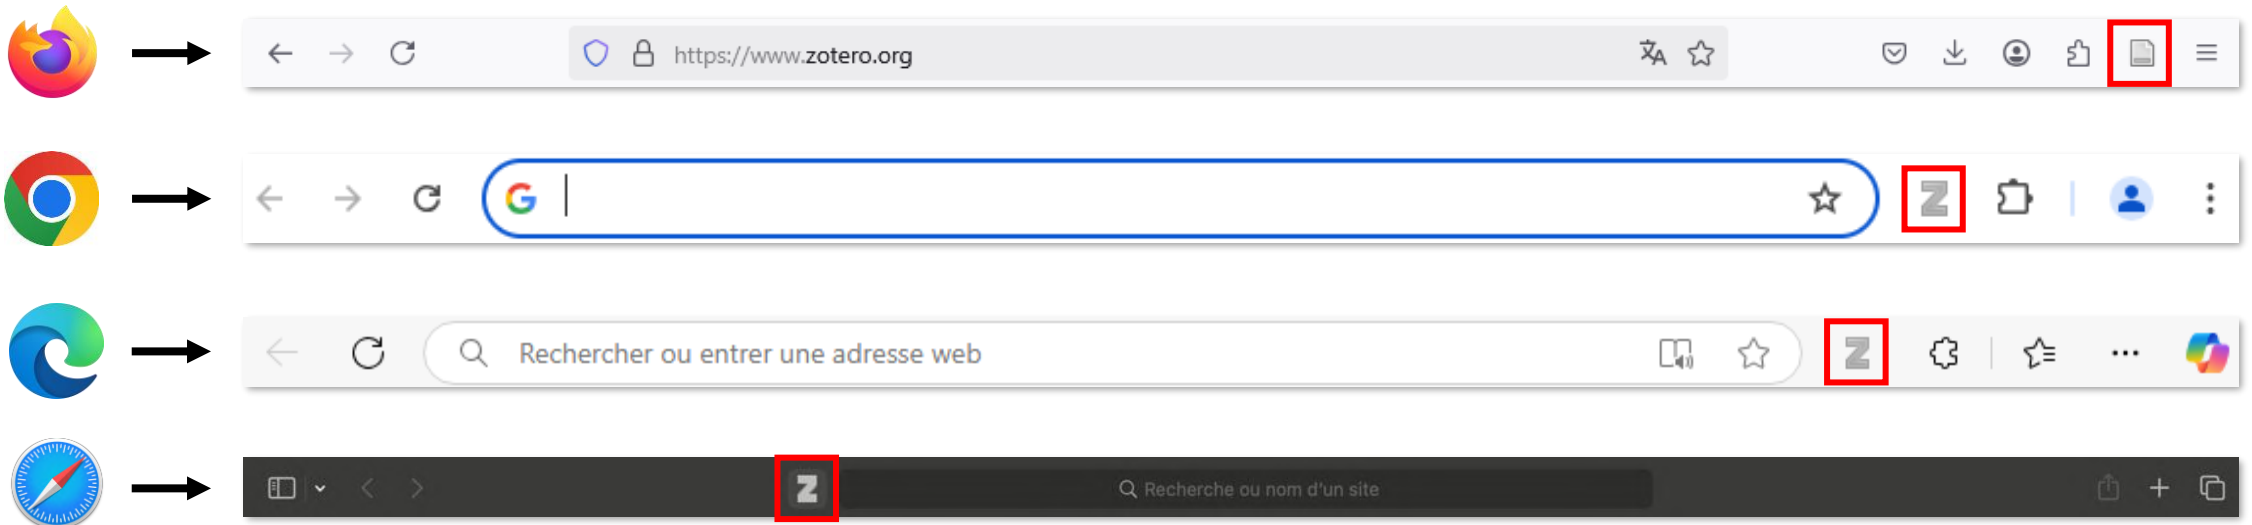 https://www.zotero.org
G
Z
Rechercher ou entrer une adresse web
Z
Z
Recherche ou nom d'un site